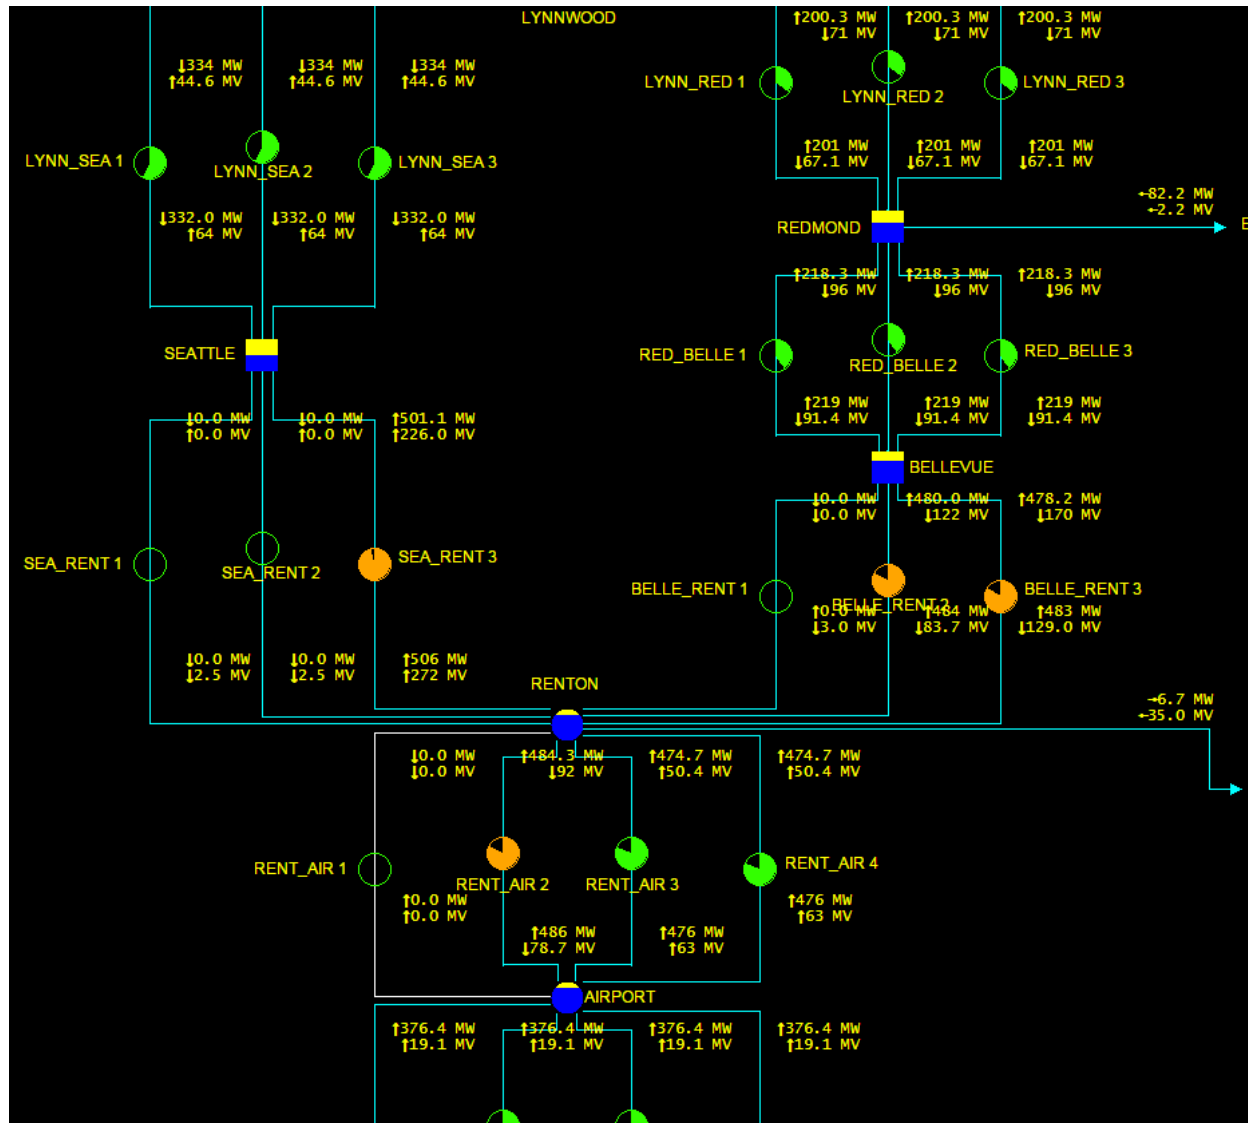 LYNNWOOD
↑200.3 MW ↑200.3 MW ↑200.3 MW
↓71 MV ↓71 MV ↓71 MV
↓334 MW ↓334 MW ↓334 MW
↑44.6 MV ↑44.6 MV ↑44.6 MV
LYNN_RED 1 LYNN_RED 2 LYNN_RED 3
LYNN_SEA 1 LYNN_SEA 2 LYNN_SEA 3
↑201 MW ↑201 MW ↑201 MW
↓67.1 MV ↓67.1 MV ↓67.1 MV
↓332.0 MW ↓332.0 MW ↓332.0 MW
↑64 MV ↑64 MV ↑64 MV
←82.2 MW
←2.2 MV
REDMOND
E
↑218.3 MW ↑218.3 MW ↑218.3 MW
↓96 MV ↓96 MV ↓96 MV
SEATTLE
RED_BELLE 1 RED_BELLE 2 RED_BELLE 3
↑219 MW ↑219 MW ↑219 MW
↓91.4 MV ↓91.4 MV ↓91.4 MV
↓0.0 MW ↓0.0 MW ↑501.1 MW
↑0.0 MV ↑0.0 MV ↑226.0 MV
BELLEVUE
↓0.0 MW ↑480.0 MW ↑478.2 MW
↓0.0 MV ↓122 MV ↓170 MV
SEA_RENT 1 SEA_RENT 2 SEA_RENT 3
BELLE_RENT 1 BELLE_RENT 2 BELLE_RENT 3
↑0.0 MW ↑484 MW ↑483 MW
↓3.0 MV ↓83.7 MV ↓129.0 MV
↓0.0 MW ↓0.0 MW ↑506 MW
↓2.5 MV ↓2.5 MV ↑272 MV
RENTON
→6.7 MW
←35.0 MV
↓0.0 MW ↑484.3 MW ↑474.7 MW ↑474.7 MW
↓0.0 MV ↓92 MV ↑50.4 MV ↑50.4 MV
RENT_AIR 1 RENT_AIR 2 RENT_AIR 3 RENT_AIR 4
↑0.0 MW ↑476 MW
↑0.0 MV ↑63 MV
↑486 MW ↑476 MW
↓78.7 MV ↑63 MV
AIRPORT
↑376.4 MW ↑376.4 MW ↑376.4 MW ↑376.4 MW
↑19.1 MV ↑19.1 MV ↑19.1 MV ↑19.1 MV